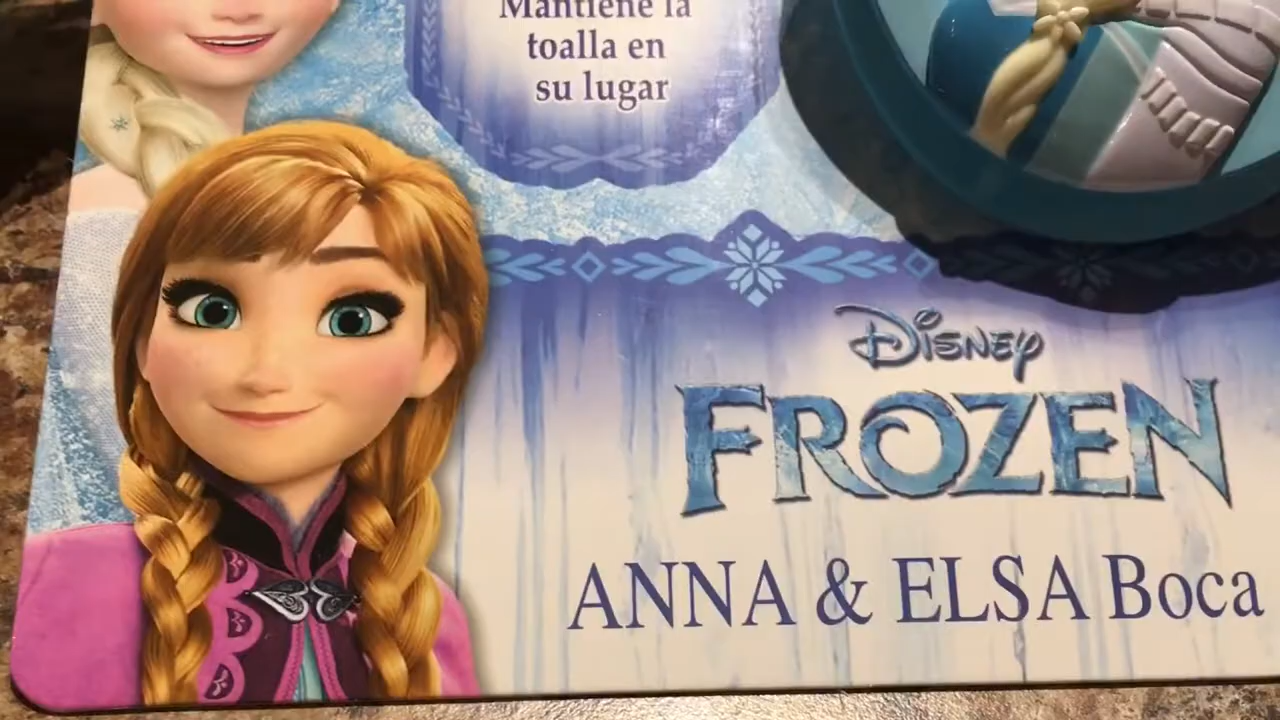 Mantiene la
toalla en
su lugar
Disney
FROZEN
ANNA & ELSA Boca